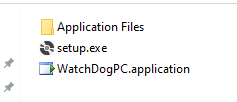 Application Files
setup.exe
WatchDogPC.application